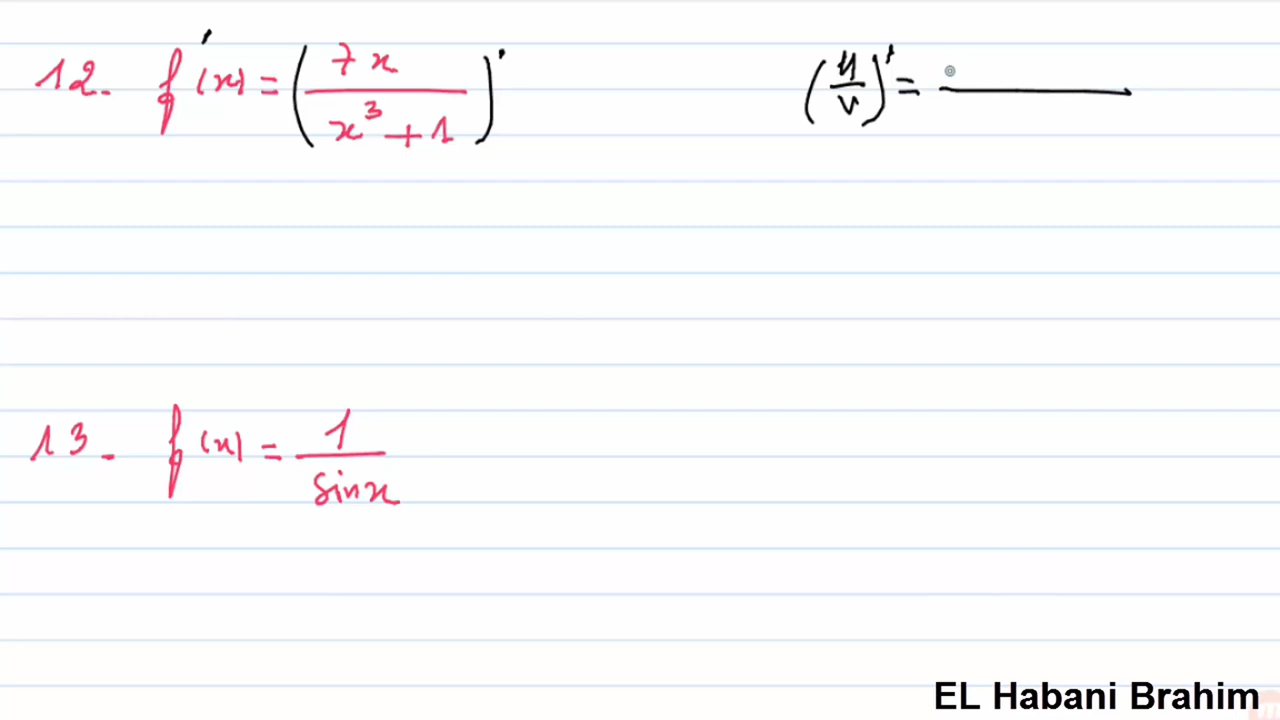 12. f'(x) = (7x / x³ + 1)' (u/v)' =
13. f(x) = 1 / sin x
EL Habani Brahim